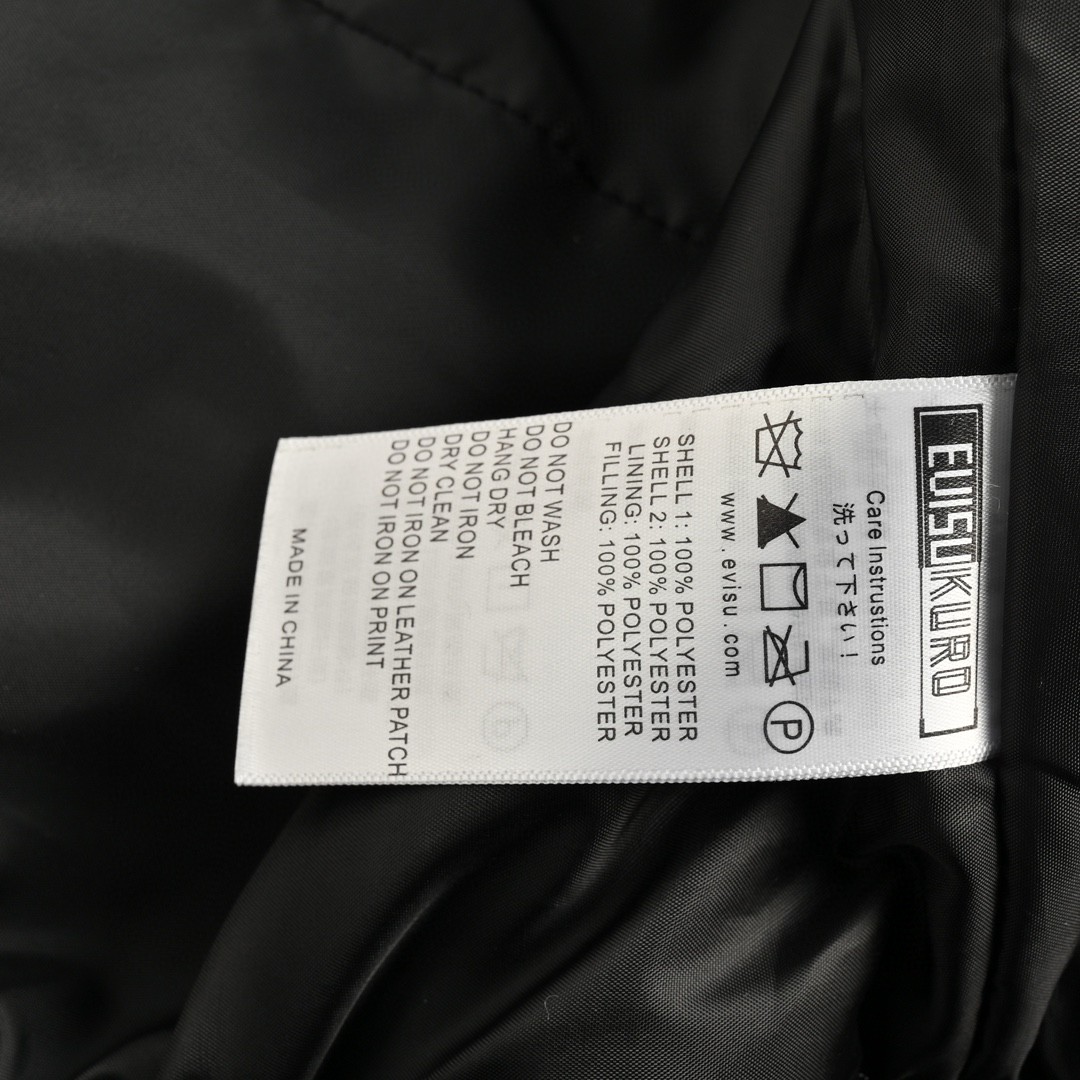 EVISUKURO
Care Instrustions
洗って下さい!
P
www.evisu.com
SHELL 1: 100% POLYESTER
SHELL 2: 100% POLYESTER
LINING: 100% POLYESTER
FILLING: 100% POLYESTER
DO NOT WASH
DO NOT BLEACH
HANG DRY
DO NOT IRON
DRY CLEAN
DO NOT IRON ON LEATHER PATCH
DO NOT IRON ON PRINT
MADE IN CHINA